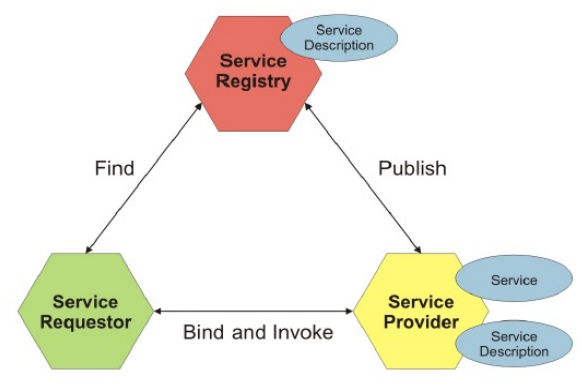 Service
Description
Service
Registry
Find
Publish
Service
Requestor
Bind and Invoke
Service
Provider
Service
Service
Description